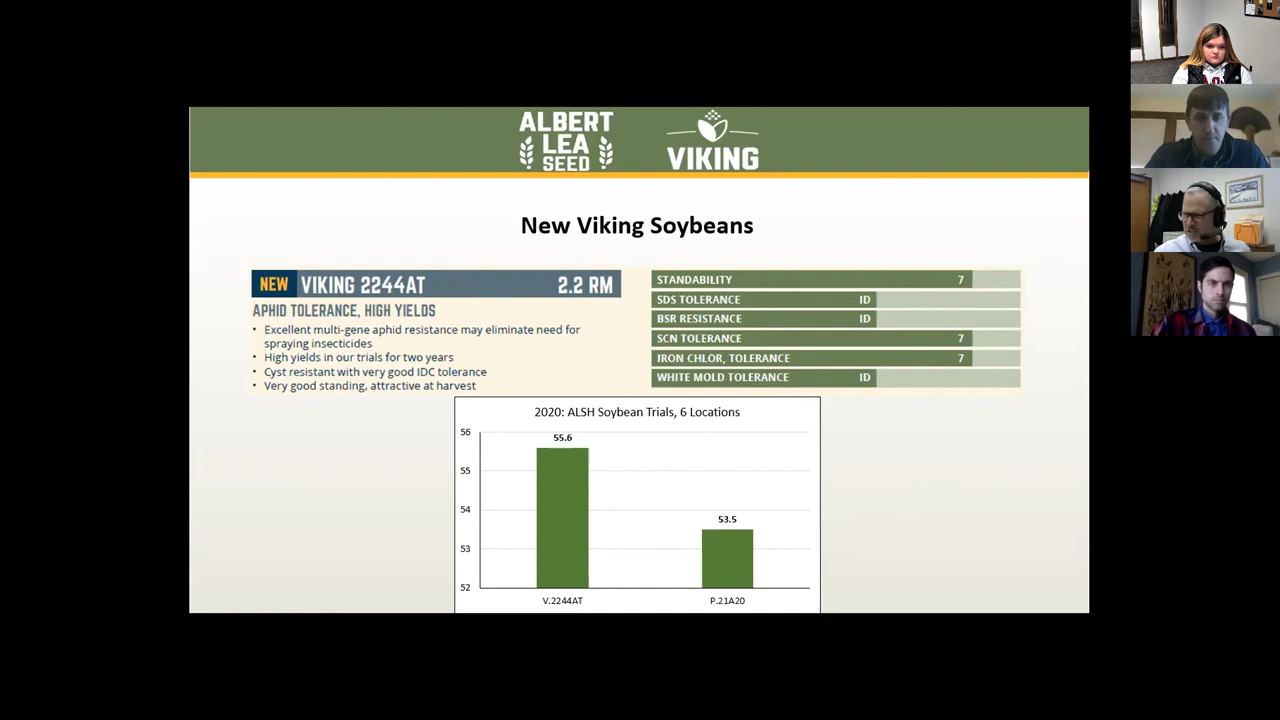 ALBERT
LEA
SEED
VIKING
New Viking Soybeans
NEW VIKING 2244AT 2.2 RM
APHID TOLERANCE, HIGH YIELDS
• Excellent multi-gene aphid resistance may eliminate need for
spraying insecticides
• High yields in our trials for two years
• Cyst resistant with very good IDC tolerance
• Very good standing, attractive at harvest
STANDABILITY 7
SDS TOLERANCE ID
BSR RESISTANCE ID
SCN TOLERANCE 7
IRON CHLOR, TOLERANCE 7
WHITE MOLD TOLERANCE ID
2020: ALSH Soybean Trials, 6 Locations
56
55.6
55
54
53.5
53
52
V.2244AT P.21A20